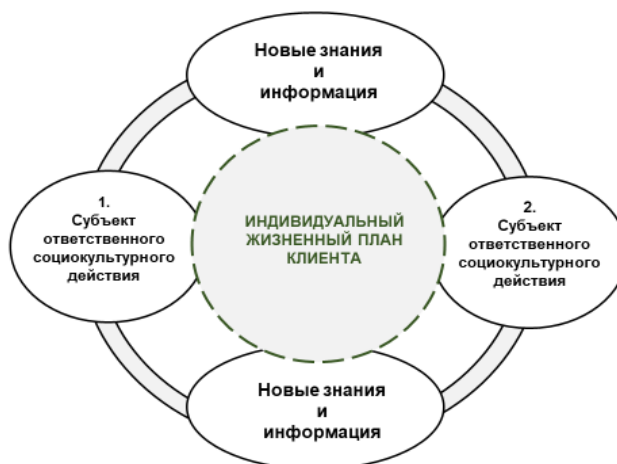 Новые знания
и
информация
1.
Субъект
ответственного
социокультурного
действия
ИНДИВИДУАЛЬНЫЙ
ЖИЗНЕННЫЙ ПЛАН
КЛИЕНТА
2.
Субъект
ответственного
социокультурного
действия
Новые знания
и
информация